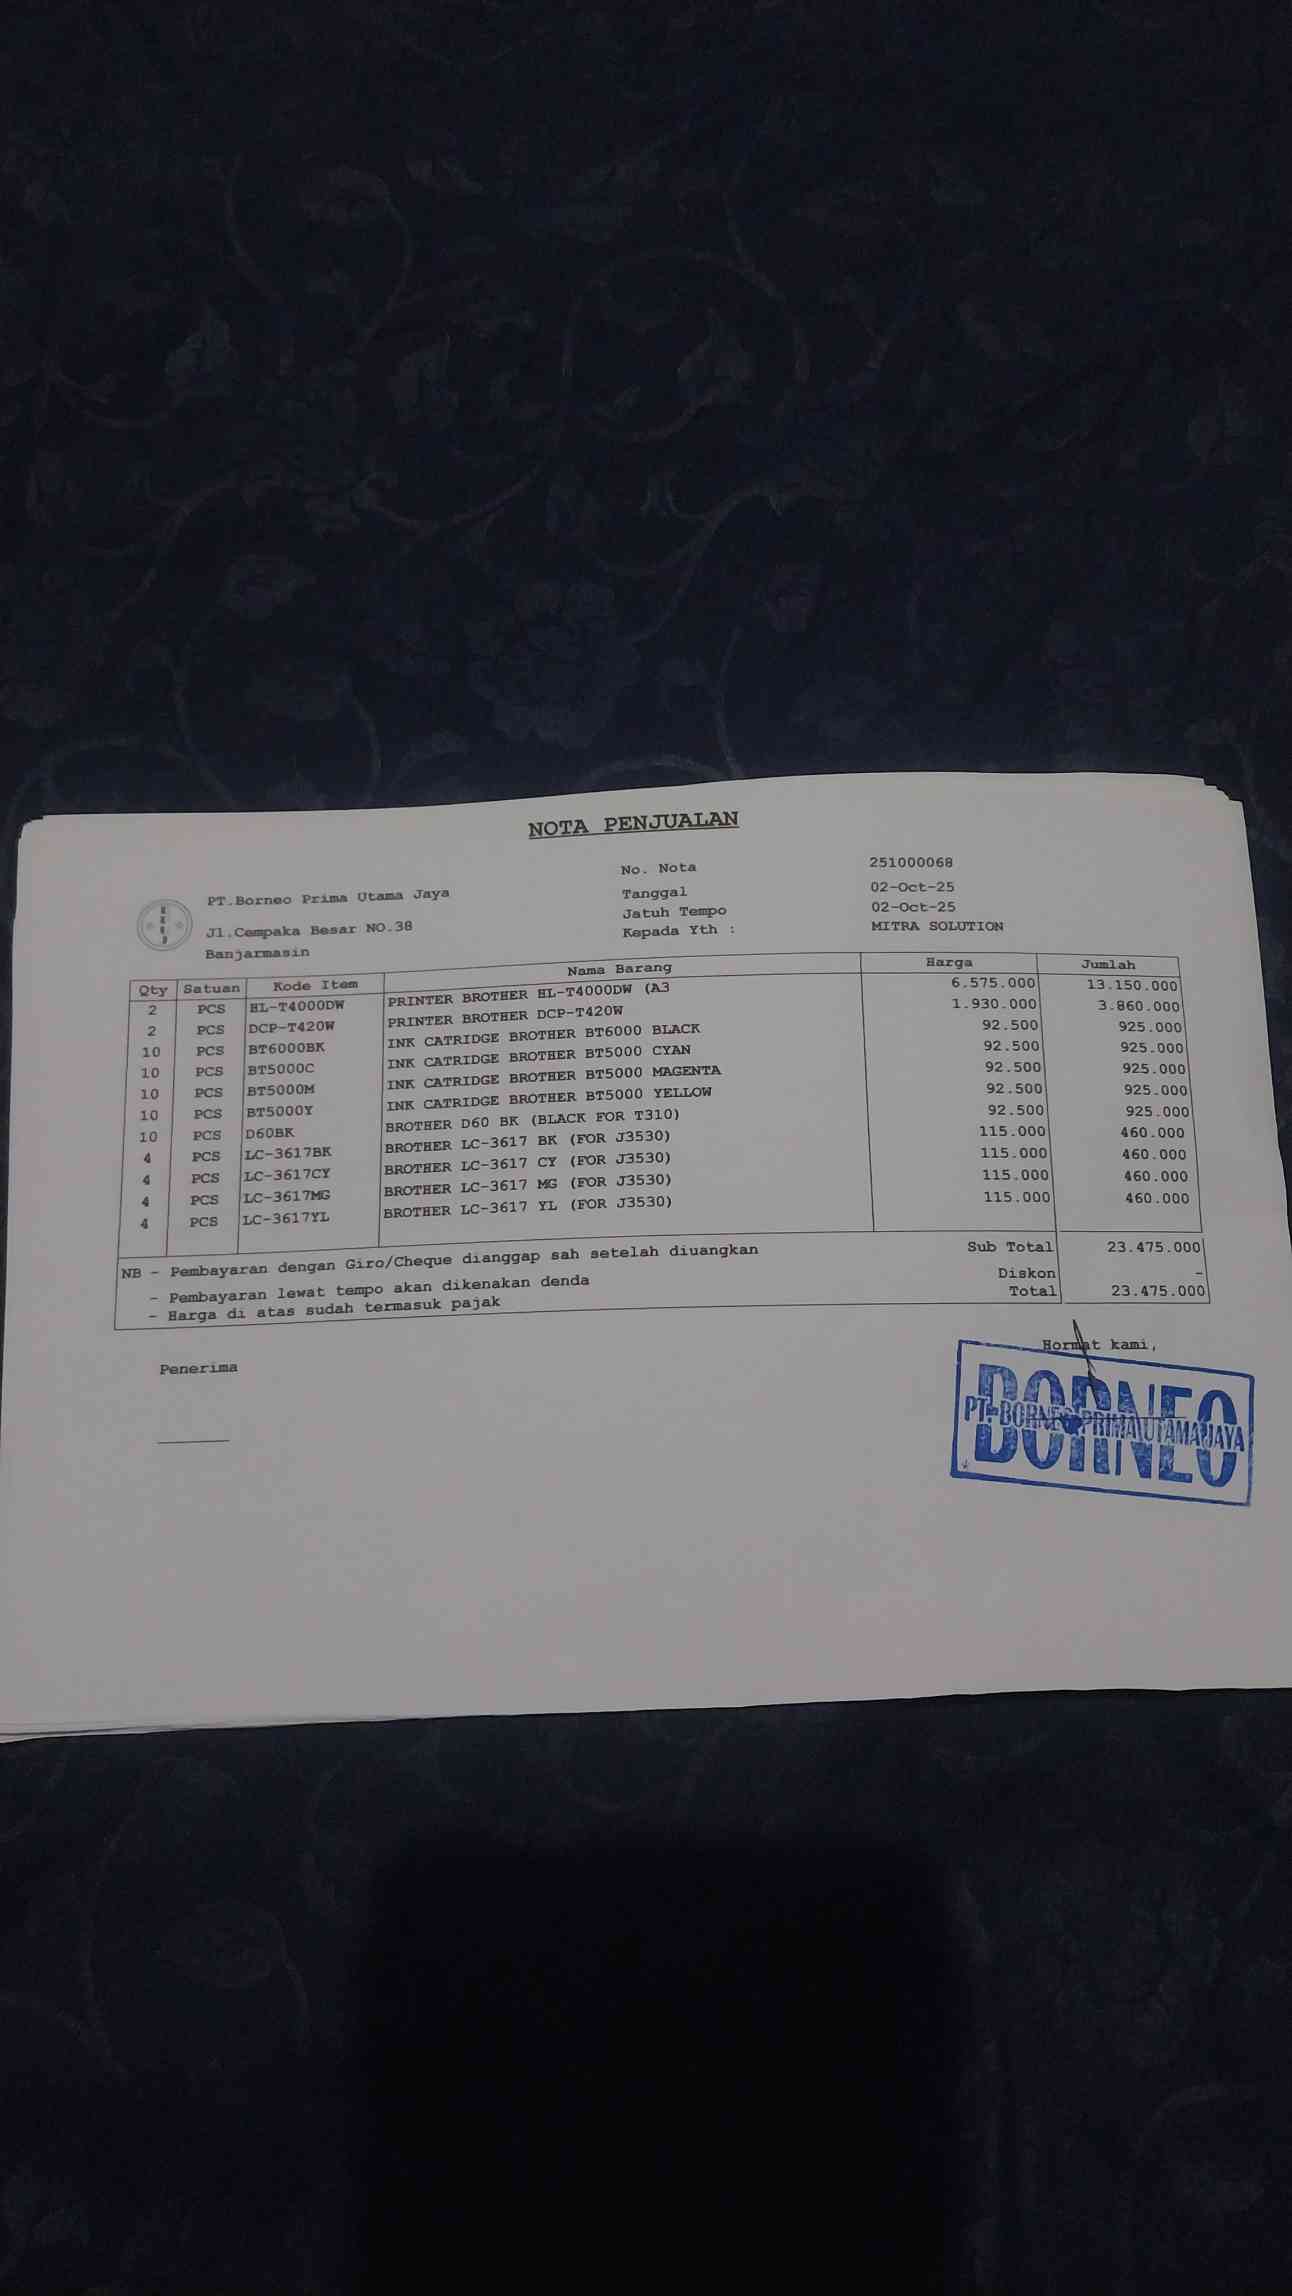 NOTA PENJUALAN
PT.Borneo Prima Utama Jaya
Jl.Cempaka Besar NO.38
Banjarmasin
No. Nota 251000068
Tanggal 02-Oct-25
Jatuh Tempo 02-Oct-25
Kepada Yth : MITRA SOLUTION
Qty Satuan Kode Item Nama Barang Harga Jumlah
2 PCS HL-T4000DW PRINTER BROTHER HL-T4000DW (A3 6.575.000 13.150.000
2 PCS DCP-T420W PRINTER BROTHER DCP-T420W 1.930.000 3.860.000
10 PCS BT6000BK INK CATRIDGE BROTHER BT6000 BLACK 92.500 925.000
10 PCS BT5000C INK CATRIDGE BROTHER BT5000 CYAN 92.500 925.000
10 PCS BT5000M INK CATRIDGE BROTHER BT5000 MAGENTA 92.500 925.000
10 PCS BT5000Y INK CATRIDGE BROTHER BT5000 YELLOW 92.500 925.000
10 PCS D60BK BROTHER D60 BK (BLACK FOR T310) 92.500 925.000
4 PCS LC-3617BK BROTHER LC-3617 BK (FOR J3530) 115.000 460.000
4 PCS LC-3617CY BROTHER LC-3617 CY (FOR J3530) 115.000 460.000
4 PCS LC-3617MG BROTHER LC-3617 MG (FOR J3530) 115.000 460.000
4 PCS LC-3617YL BROTHER LC-3617 YL (FOR J3530) 115.000 460.000
NB - Pembayaran dengan Giro/Cheque dianggap sah setelah diuangkan
- Pembayaran lewat tempo akan dikenakan denda
- Harga di atas sudah termasuk pajak
Sub Total 23.475.000
Diskon -
Total 23.475.000
Penerima
Hormat kami,
BORNEO
PT. BORNEO PRIMA UTAMA JAYA